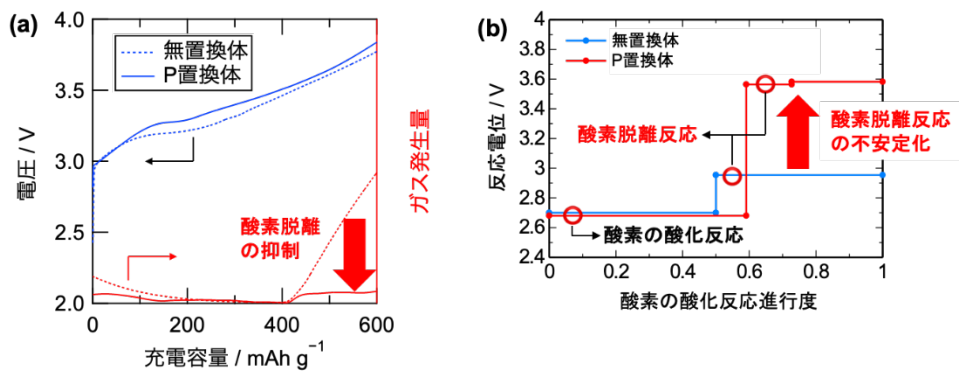 (a)
4.0
3.5
3.0
2.5
2.0
電圧 / V
無置換体
P置換体
酸素脱離
の抑制
ガス発生量
0
200
400
600
充電容量 / mAh g⁻¹
(b)
4
3.8
3.6
3.4
3.2
3
2.8
2.6
2.4
反応電位 / V
無置換体
P置換体
酸素脱離反応
酸素脱離反応
の不安定化
酸素の酸化反応
0
0.2
0.4
0.6
0.8
1
酸素の酸化反応進行度